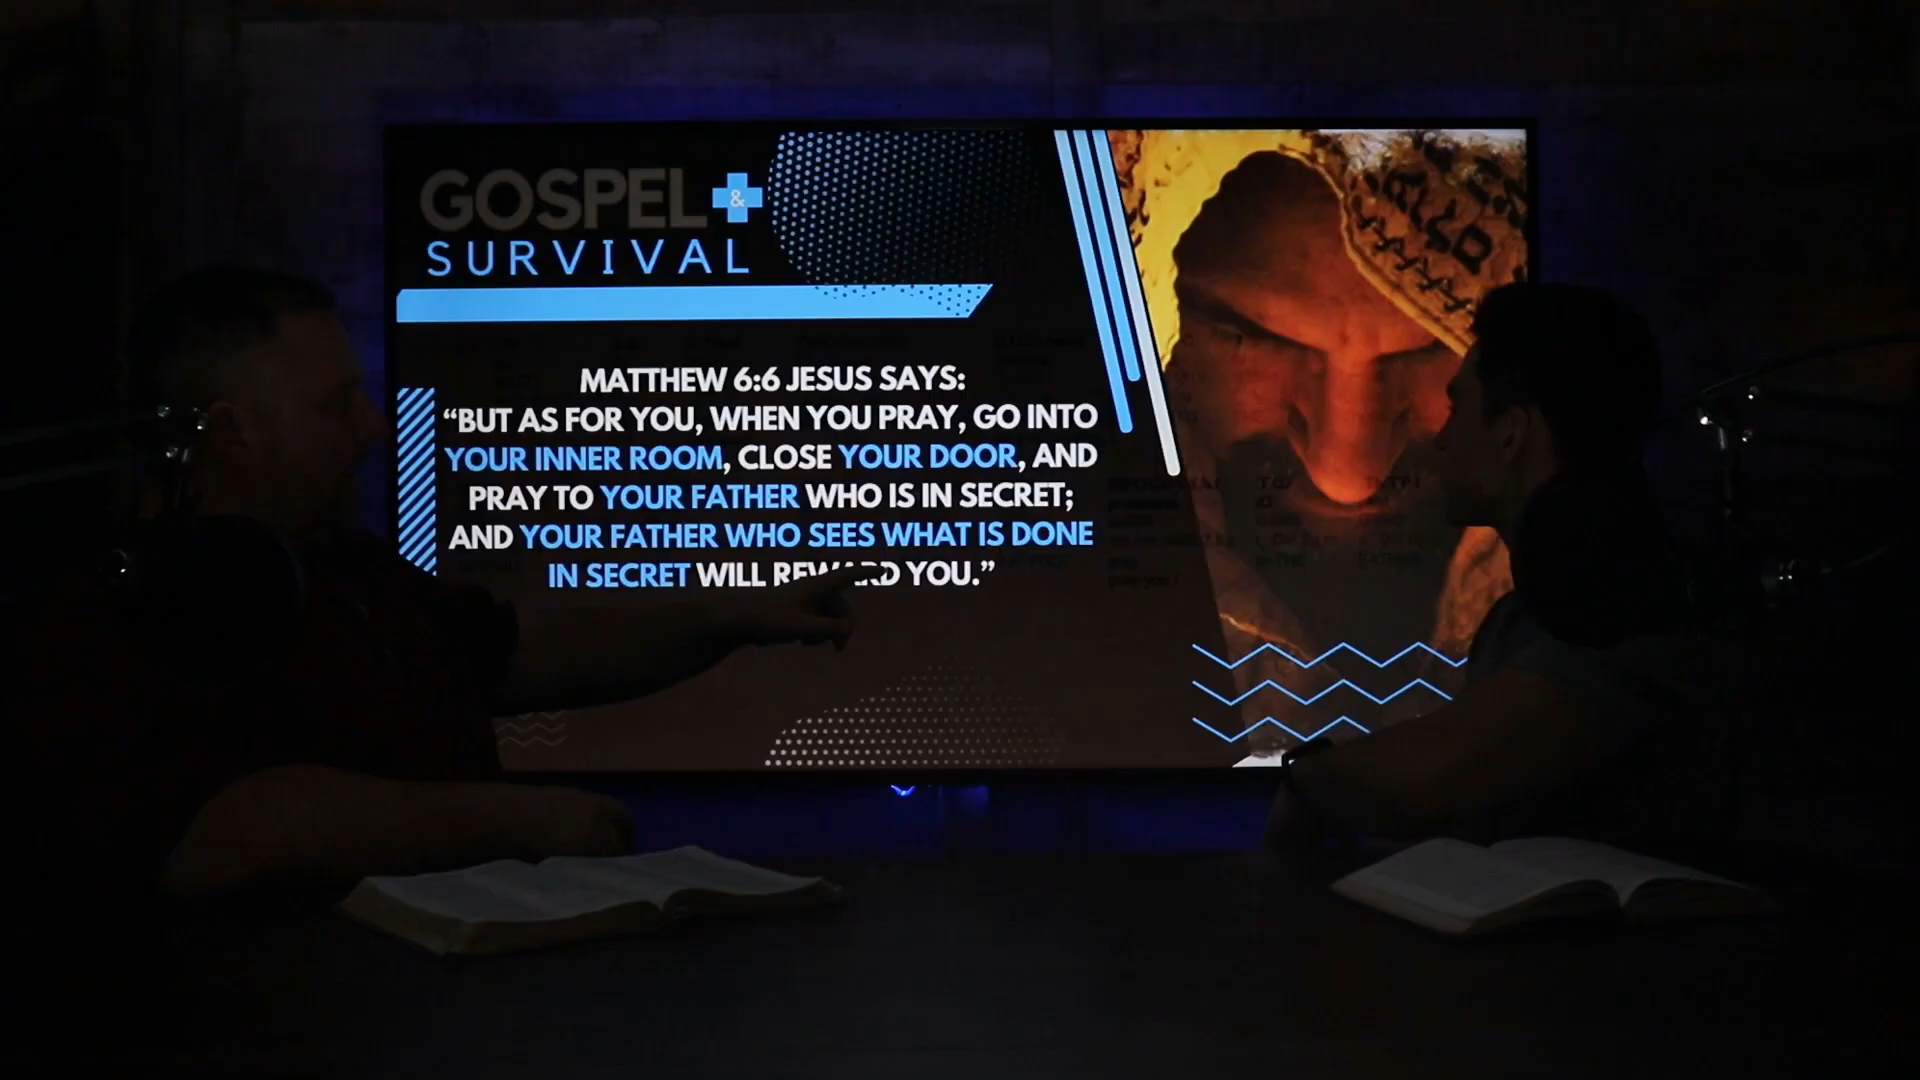 GOSPEL &
SURVIVAL
MATTHEW 6:6 JESUS SAYS:
“BUT AS FOR YOU, WHEN YOU PRAY, GO INTO
YOUR INNER ROOM, CLOSE YOUR DOOR, AND
PRAY TO YOUR FATHER WHO IS IN SECRET;
AND YOUR FATHER WHO SEES WHAT IS DONE
IN SECRET WILL REWARD YOU.”